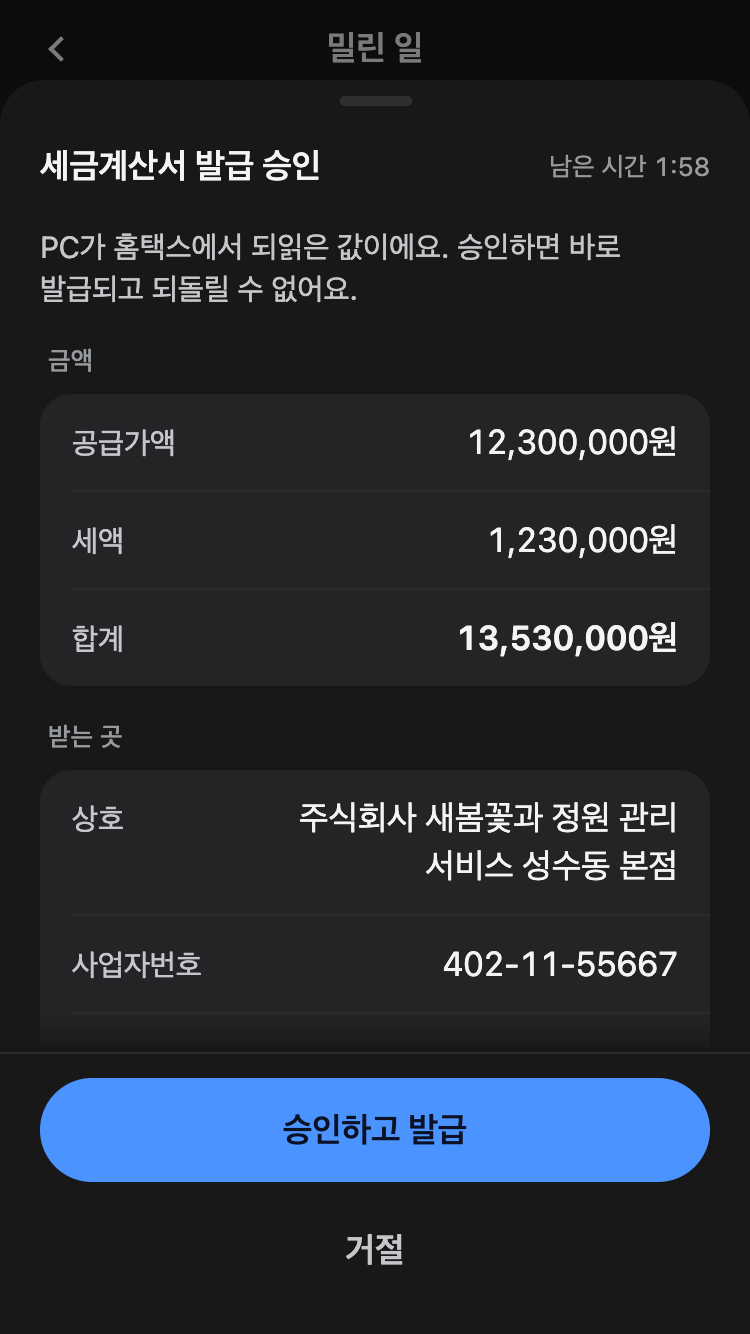 밀린 일
세금계산서 발급 승인
남은 시간 1:58
PC가 홈택스에서 되읽은 값이에요. 승인하면 바로
발급되고 되돌릴 수 없어요.
금액
공급가액 12,300,000원
세액 1,230,000원
합계 13,530,000원
받는 곳
상호 주식회사 새봄꽃과 정원 관리
서비스 성수동 본점
사업자번호 402-11-55667
승인하고 발급
거절